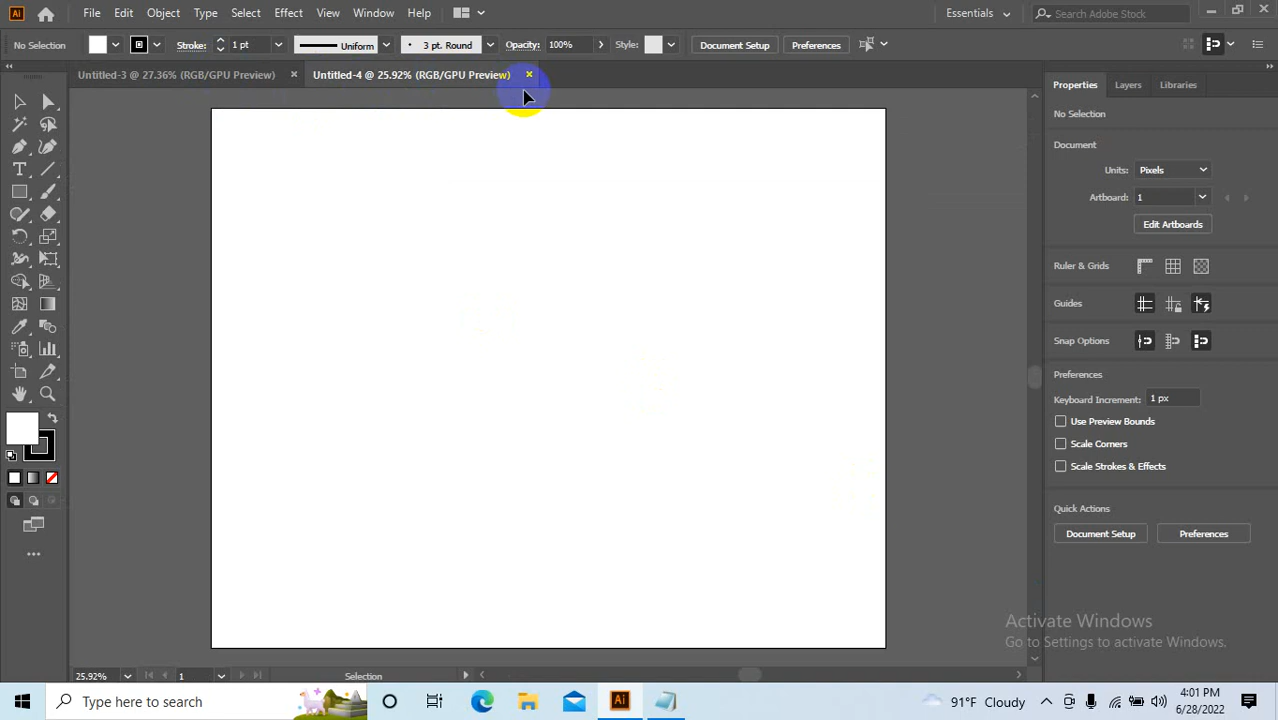 Ai File Edit Object Type Select Effect View Window Help Essentials Search Adobe Stock
No Selection Stroke: 1 pt Uniform 3 pt. Round Opacity: 100% Style: Document Setup Preferences
Untitled-3 @ 27.36% (RGB/GPU Preview) × Untitled-4 @ 25.92% (RGB/GPU Preview) ×
Properties Layers Libraries
No Selection
Document
Units: Pixels
Artboard: 1
Edit Artboards
Ruler & Grids
Guides
Snap Options
Preferences
Keyboard Increment: 1 px
Use Preview Bounds
Scale Corners
Scale Strokes & Effects
Quick Actions
Document Setup Preferences
Activate Windows
Go to Settings to activate Windows.
25.92% 1 Selection
Type here to search Ai 91°F Cloudy 4:01 PM
6/28/2022